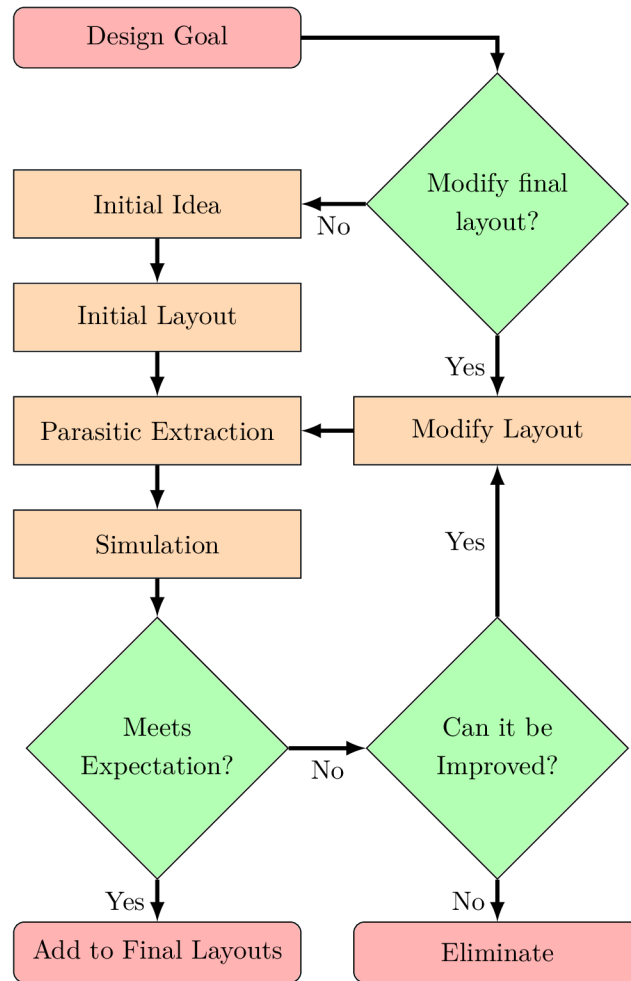 Design Goal
Modify final
layout?
No
Initial Idea
Initial Layout
Yes
Parasitic Extraction
Modify Layout
Simulation
Yes
Meets
Expectation?
No
Can it be
Improved?
Yes
No
Add to Final Layouts
Eliminate